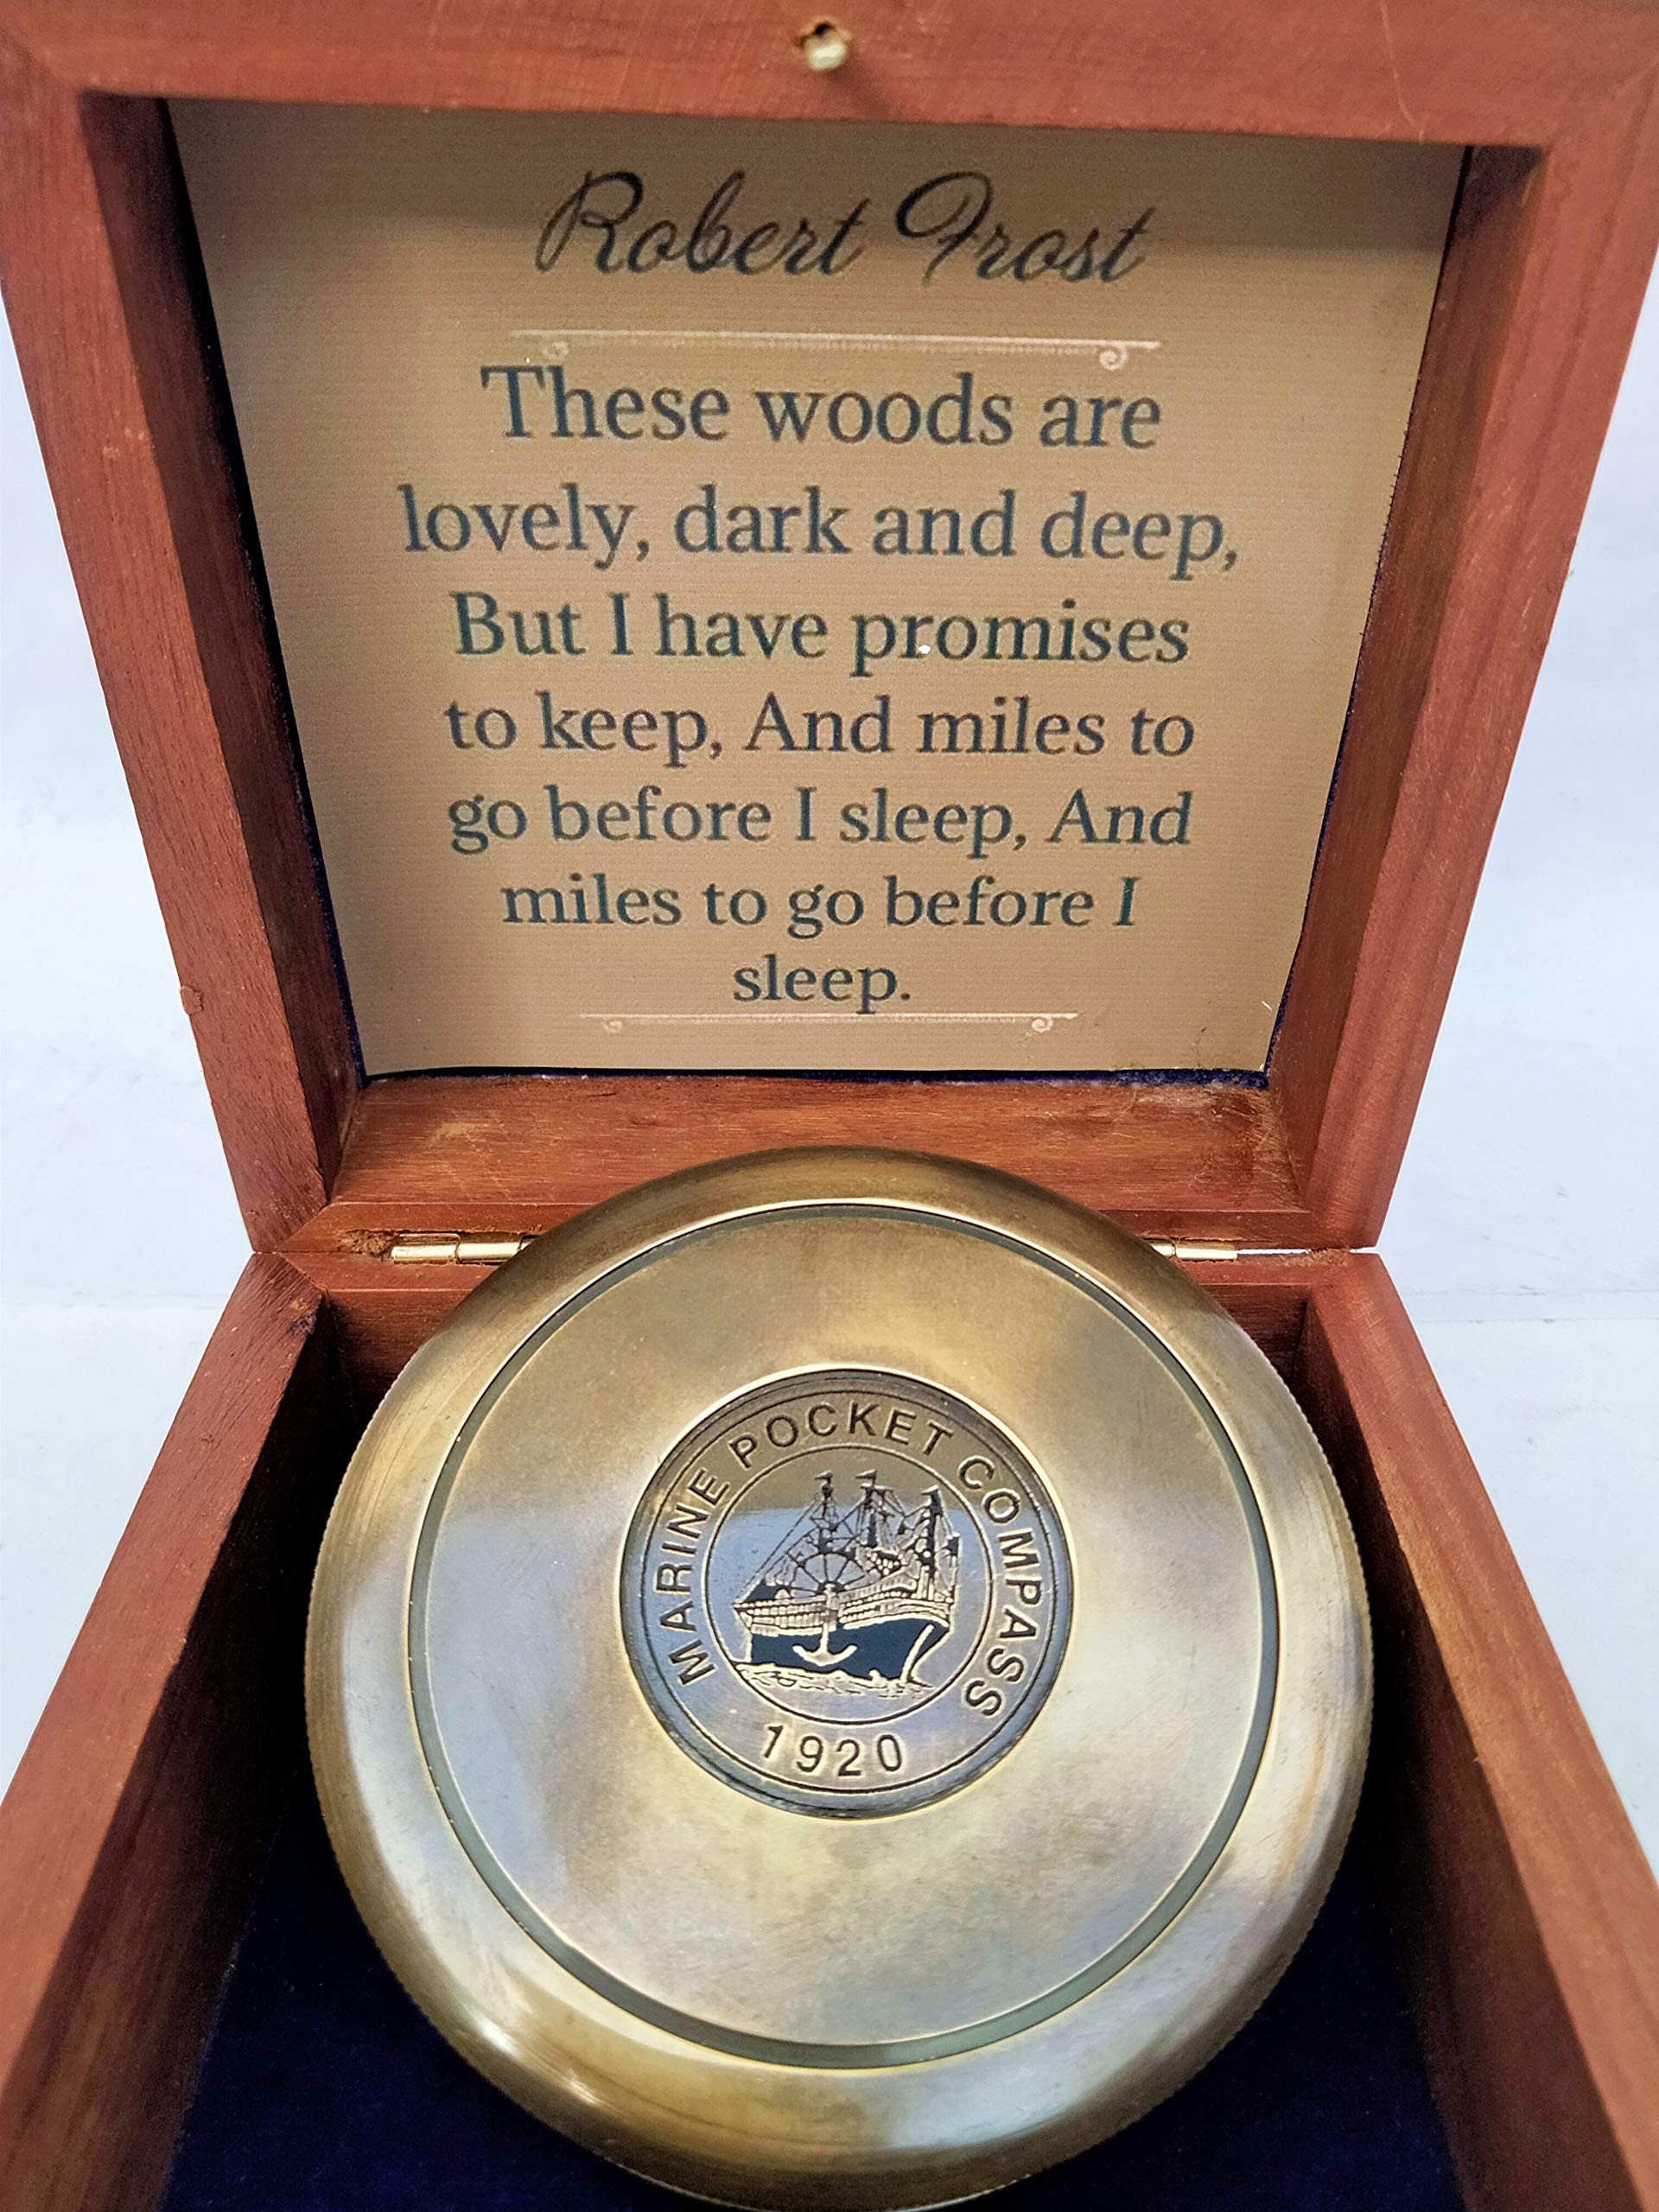 Robert Frost
These woods are
lovely, dark and deep,
But I have promises
to keep, And miles to
go before I sleep, And
miles to go before I
sleep.
MARINE POCKET COMPASS
1920